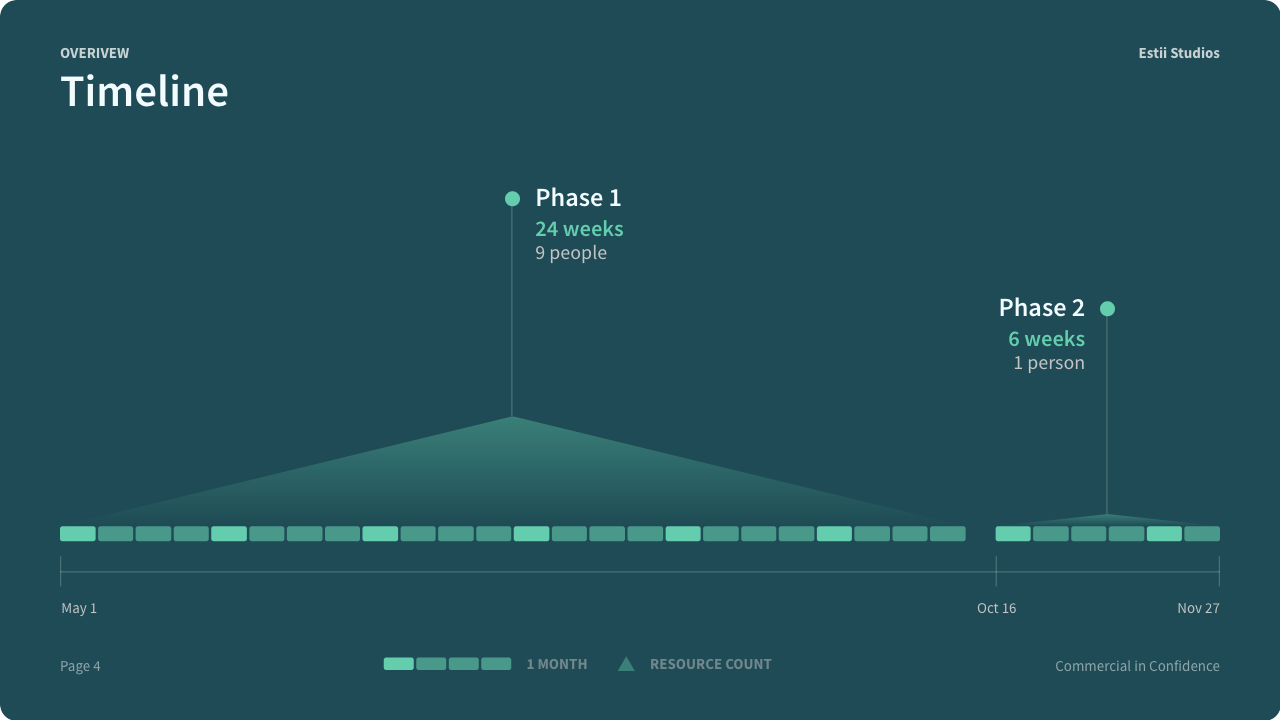 OVERIVEW
Estii Studios
Timeline
Phase 1
24 weeks
9 people
Phase 2
6 weeks
1 person
May 1
Oct 16
Nov 27
Page 4
1 MONTH
RESOURCE COUNT
Commercial in Confidence